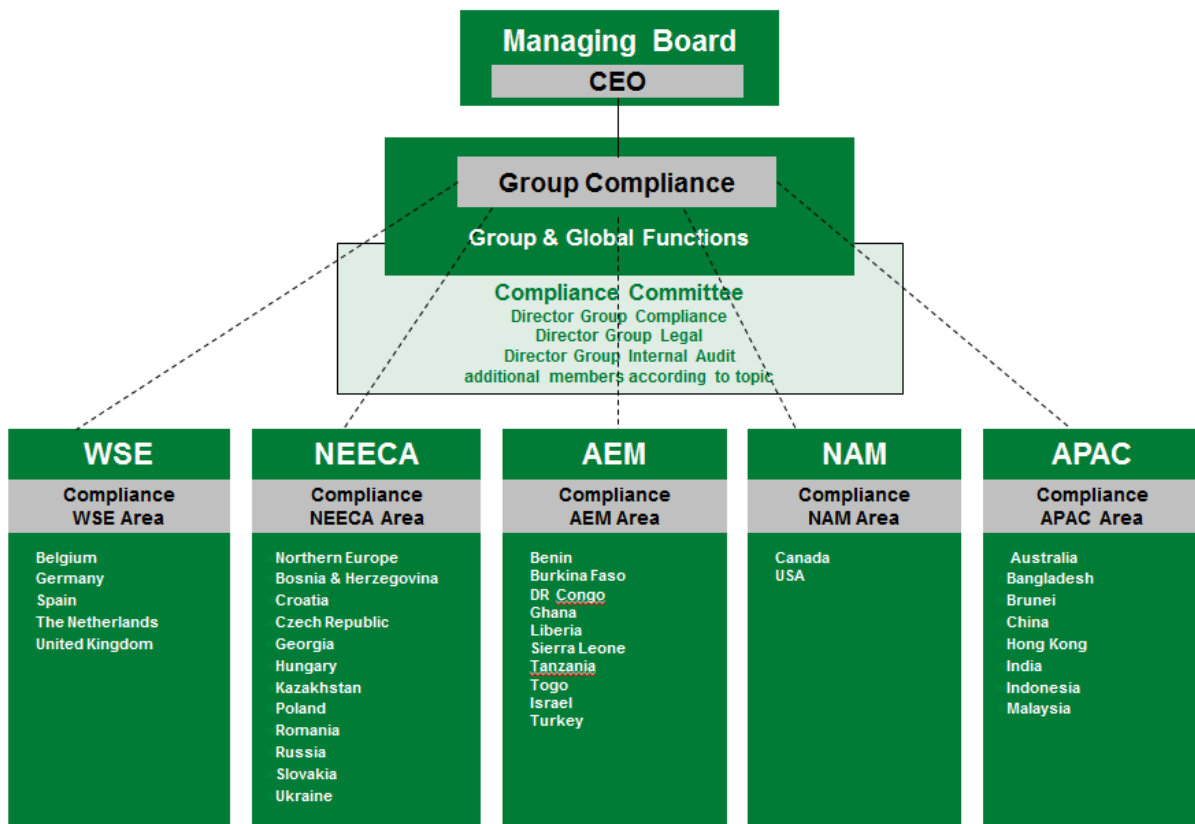 Managing Board
CEO
Group Compliance
Group & Global Functions
Compliance Committee
Director Group Compliance
Director Group Legal
Director Group Internal Audit
additional members according to topic
WSE
Compliance
WSE Area
Belgium
Germany
Spain
The Netherlands
United Kingdom
NEECA
Compliance
NEECA Area
Northern Europe
Bosnia & Herzegovina
Croatia
Czech Republic
Georgia
Hungary
Kazakhstan
Poland
Romania
Russia
Slovakia
Ukraine
AEM
Compliance
AEM Area
Benin
Burkina Faso
DR Congo
Ghana
Liberia
Sierra Leone
Tanzania
Togo
Israel
Turkey
NAM
Compliance
NAM Area
Canada
USA
APAC
Compliance
APAC Area
Australia
Bangladesh
Brunei
China
Hong Kong
India
Indonesia
Malaysia